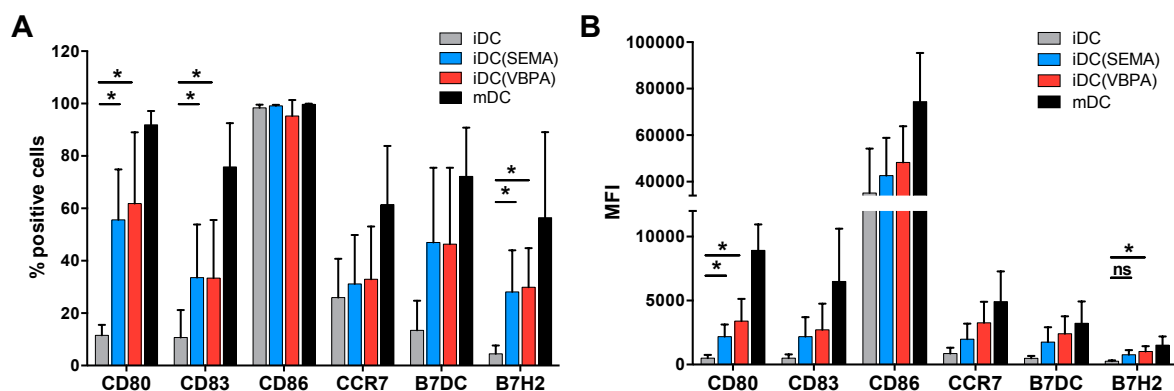 A
iDC
iDC(SEMA)
iDC(VBPA)
mDC
% positive cells
120
100
80
60
40
20
0
* * * * * *
CD80 CD83 CD86 CCR7 B7DC B7H2
B
iDC
iDC(SEMA)
iDC(VBPA)
mDC
MFI
100000
80000
60000
40000
10000
5000
0
* * * ns
CD80 CD83 CD86 CCR7 B7DC B7H2